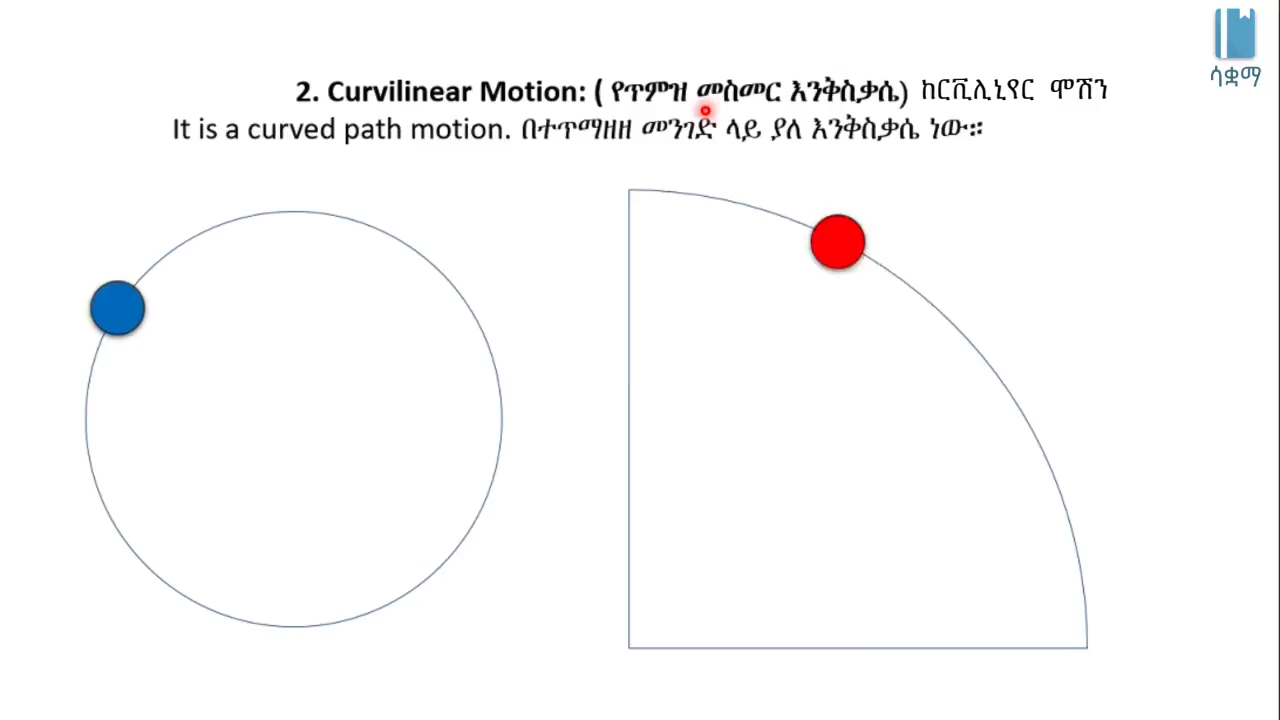 ሳቋማ
2. Curvilinear Motion: ( የጥምዝ መስመር እንቅስቃሴ) ከርቪሊኒየር ሞሽን
It is a curved path motion. በተጥማዘዘ መንገድ ላይ ያለ እንቅስቃሴ ነው።